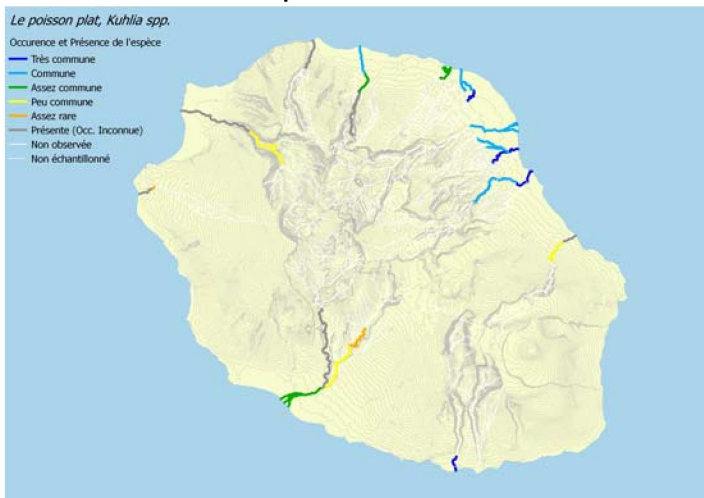 Le poisson plat, Kuhlia spp.
Occurence et Présence de l'espèce
Très commune
Commune
Assez commune
Peu commune
Assez rare
Présente (Occ. Inconnue)
Non observée
Non échantillonné